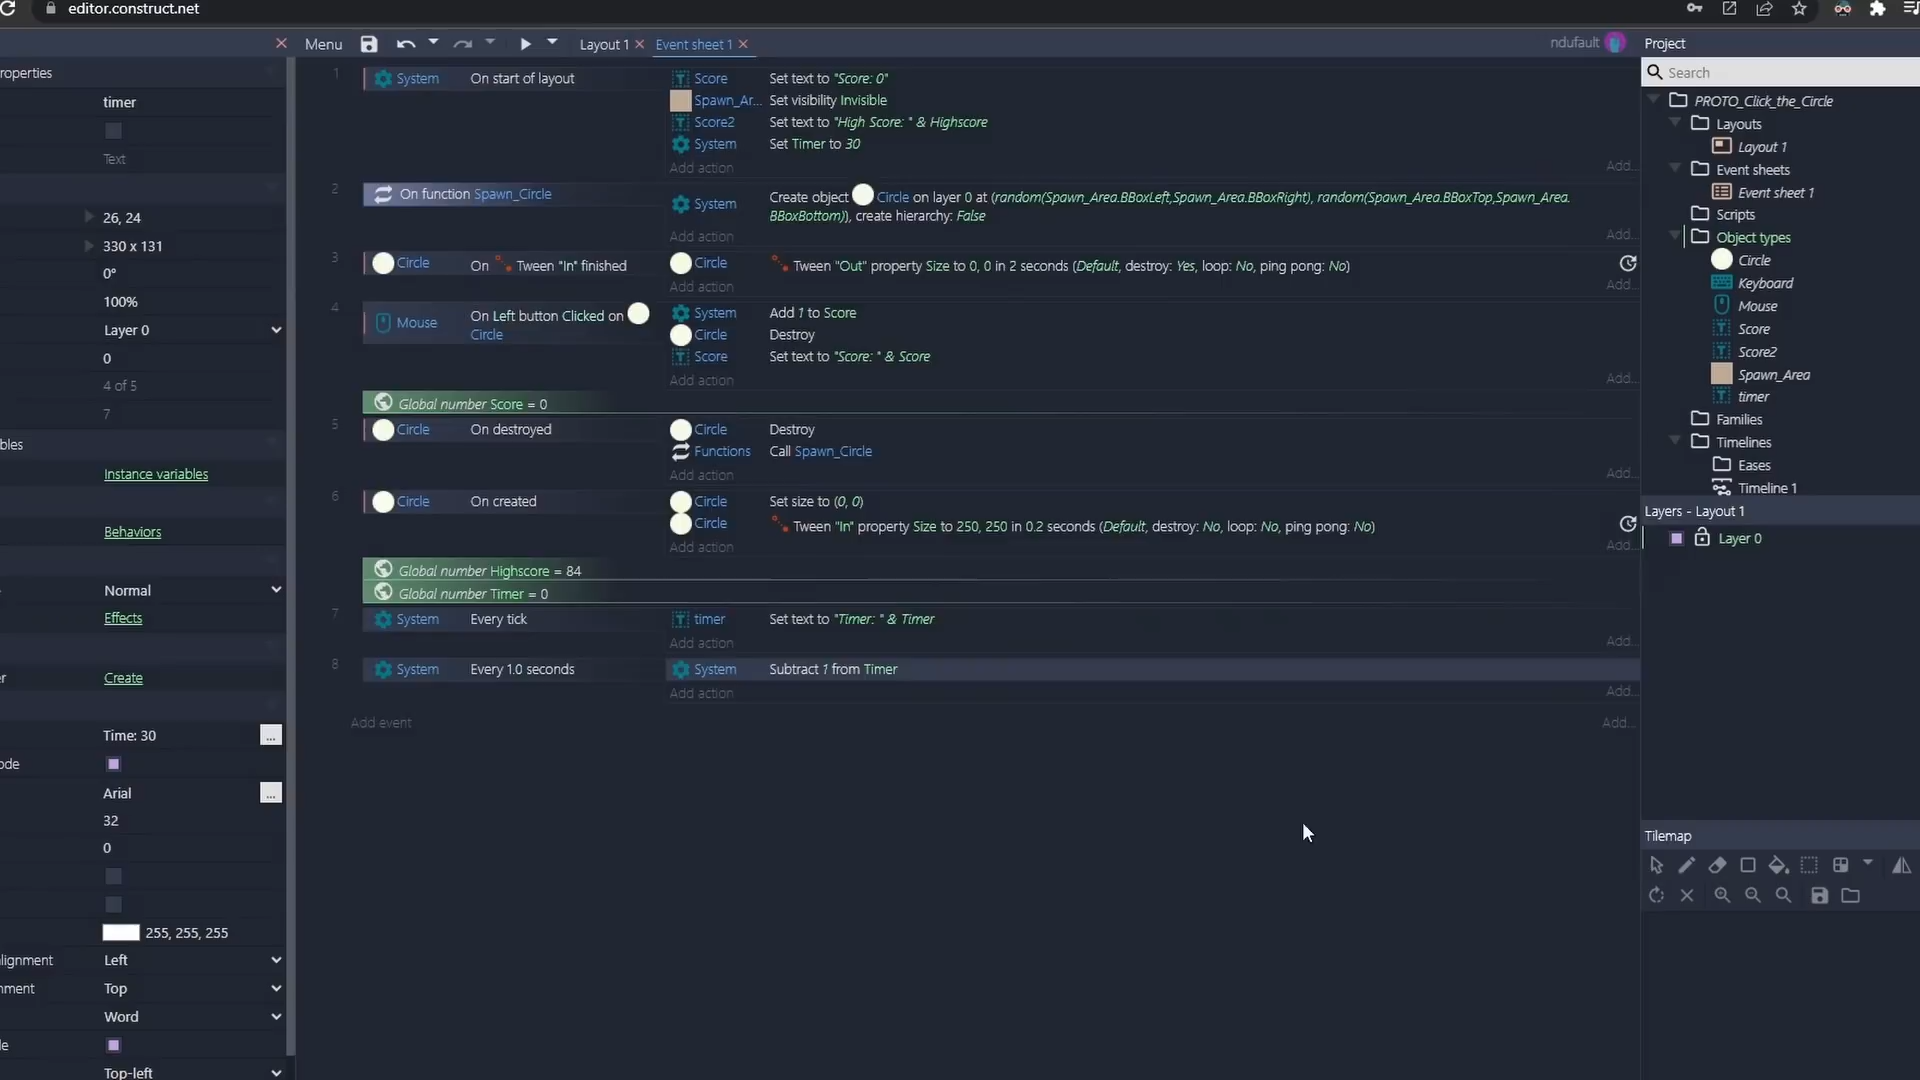 editor.construct.net
Menu
Layout 1
Event sheet 1
ndufault
Project
roperties
timer
Text
26, 24
330 x 131
0°
100%
Layer 0
0
4 of 5
7
bles
Instance variables
Behaviors
Normal
Effects
r
Create
Time: 30
...
ode
Arial
...
32
0
255, 255, 255
lignment
Left
nment
Top
Word
le
Top-left
1
System
On start of layout
Score
Set text to "Score: 0"
Spawn_Ar...
Set visibility Invisible
Score2
Set text to "High Score: " & Highscore
System
Set Timer to 30
Add action
Add...
2
On function Spawn_Circle
System
Create object Circle on layer 0 at (random(Spawn_Area.BBoxLeft,Spawn_Area.BBoxRight), random(Spawn_Area.BBoxTop,Spawn_Area.
BBoxBottom)), create hierarchy: False
Add action
Add...
3
Circle
On Tween "In" finished
Circle
Tween "Out" property Size to 0, 0 in 2 seconds (Default, destroy: Yes, loop: No, ping pong: No)
Add action
Add...
4
Mouse
On Left button Clicked on
Circle
System
Add 1 to Score
Circle
Destroy
Score
Set text to "Score: " & Score
Add action
Add...
Global number Score = 0
5
Circle
On destroyed
Circle
Destroy
Functions
Call Spawn_Circle
Add action
Add...
6
Circle
On created
Circle
Set size to (0, 0)
Circle
Tween "In" property Size to 250, 250 in 0.2 seconds (Default, destroy: No, loop: No, ping pong: No)
Add action
Add...
Global number Highscore = 84
Global number Timer = 0
7
System
Every tick
timer
Set text to "Timer: " & Timer
Add action
Add...
8
System
Every 1.0 seconds
System
Subtract 1 from Timer
Add action
Add...
Add event
Add...
Search
PROTO_Click_the_Circle
Layouts
Layout 1
Event sheets
Event sheet 1
Scripts
Object types
Circle
Keyboard
Mouse
Score
Score2
Spawn_Area
timer
Families
Timelines
Eases
Timeline 1
Layers - Layout 1
Layer 0
Tilemap